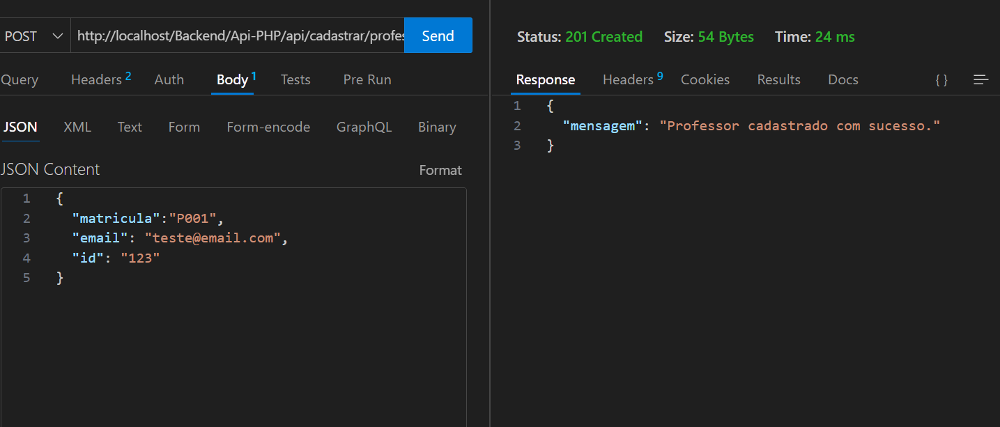 POST http://localhost/Backend/Api-PHP/api/cadastrar/profes Send
Query Headers 2 Auth Body 1 Tests Pre Run
JSON XML Text Form Form-encode GraphQL Binary
JSON Content Format
1 {
2 "matricula":"P001",
3 "email": "teste@email.com",
4 "id": "123"
5 }
Status: 201 Created Size: 54 Bytes Time: 24 ms
Response Headers 9 Cookies Results Docs { }
1 {
2 "mensagem": "Professor cadastrado com sucesso."
3 }